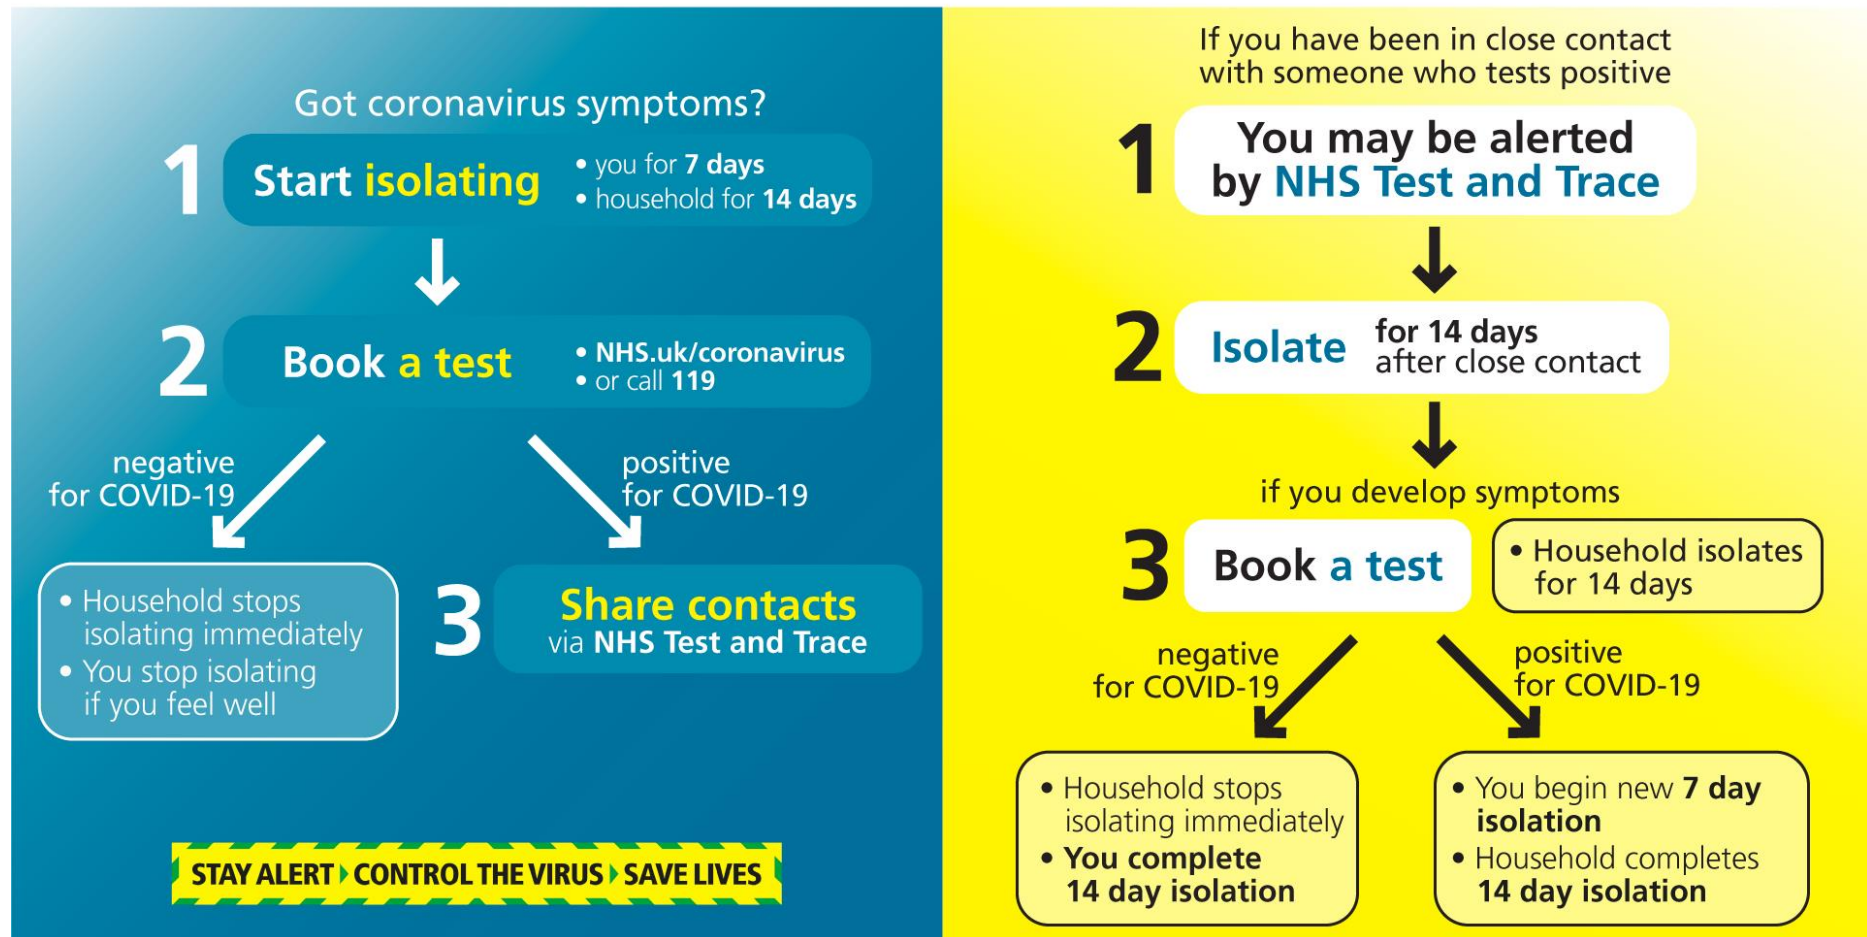 Got coronavirus symptoms?
1
Start isolating
• you for 7 days
• household for 14 days
2
Book a test
• NHS.uk/coronavirus
• or call 119
negative
for COVID-19
positive
for COVID-19
• Household stops
isolating immediately
• You stop isolating
if you feel well
3
Share contacts
via NHS Test and Trace
STAY ALERT CONTROL THE VIRUS SAVE LIVES
If you have been in close contact
with someone who tests positive
1
You may be alerted
by NHS Test and Trace
2
Isolate
for 14 days
after close contact
if you develop symptoms
3
Book a test
• Household isolates
for 14 days
negative
for COVID-19
positive
for COVID-19
• Household stops
isolating immediately
• You complete
14 day isolation
• You begin new 7 day
isolation
• Household completes
14 day isolation